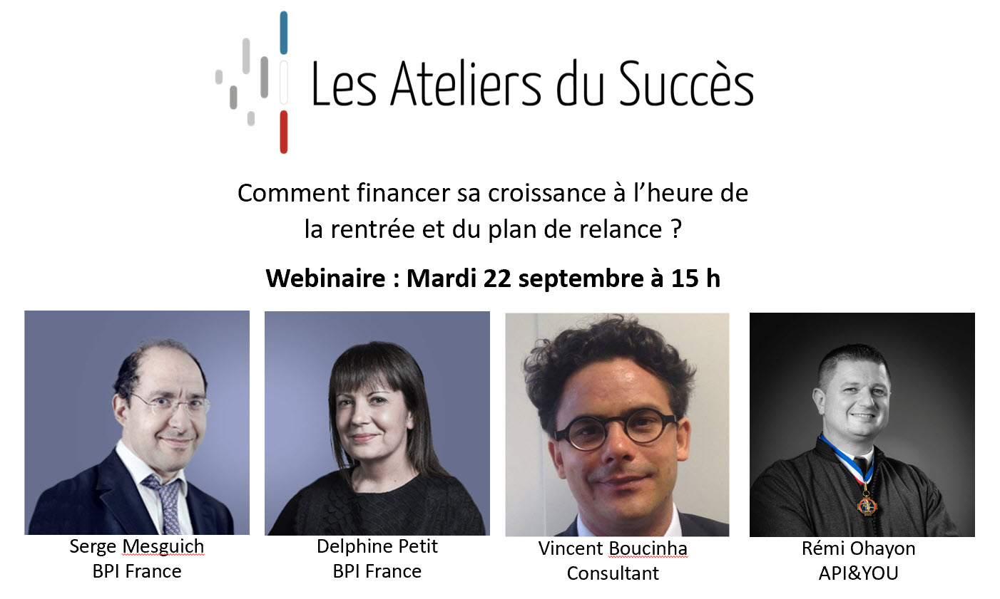 Les Ateliers du Succès
Comment financer sa croissance à l’heure de
la rentrée et du plan de relance ?
Webinaire : Mardi 22 septembre à 15 h
Serge Mesguich
BPI France
Delphine Petit
BPI France
Vincent Boucinha
Consultant
Rémi Ohayon
API&YOU